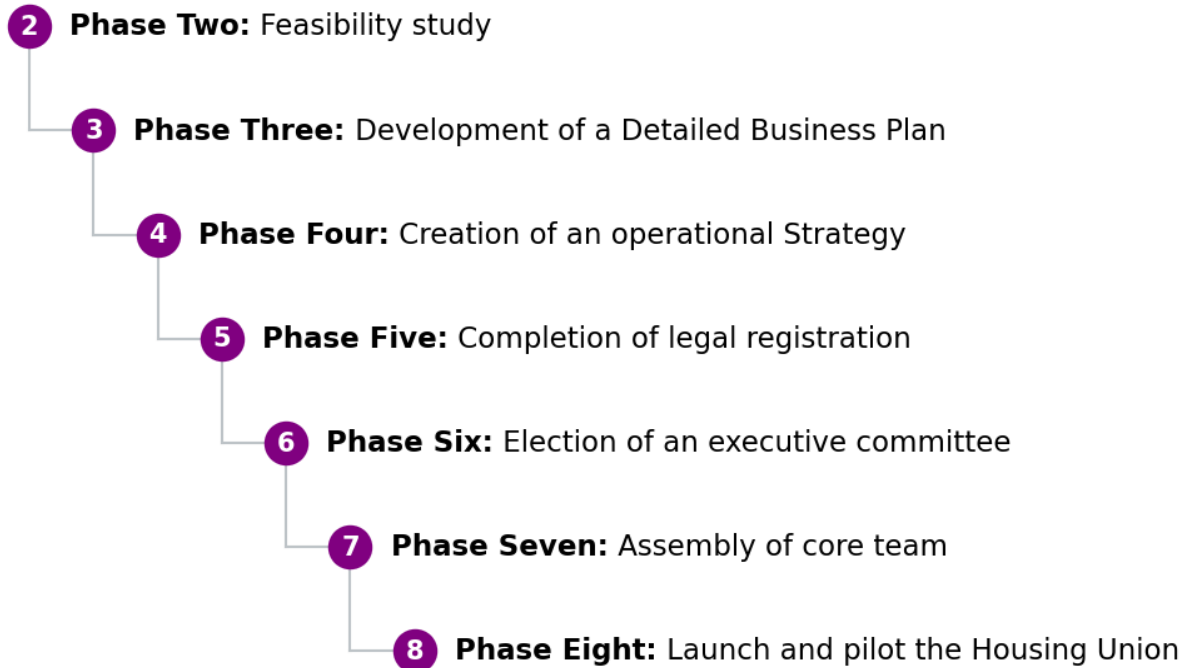 2 Phase Two: Feasibility study
3 Phase Three: Development of a Detailed Business Plan
4 Phase Four: Creation of an operational Strategy
5 Phase Five: Completion of legal registration
6 Phase Six: Election of an executive committee
7 Phase Seven: Assembly of core team
8 Phase Eight: Launch and pilot the Housing Union